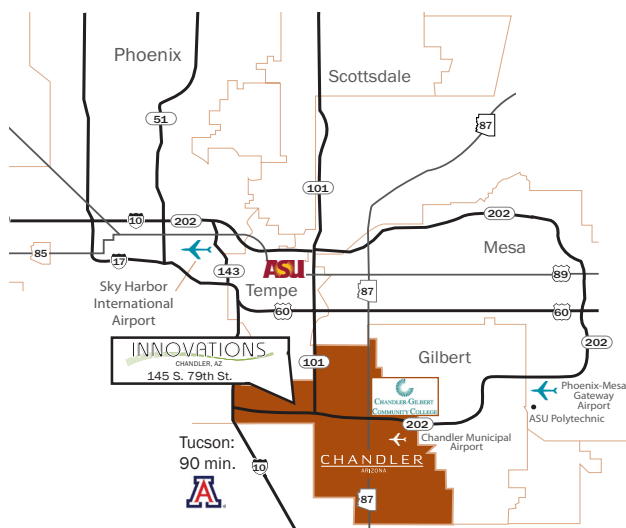 Phoenix
Scottsdale
51
87
101
10
202
202
85
17
143
ASU
Mesa
89
Sky Harbor
International
Airport
Tempe
87
60
60
INNOVATIONS
CHANDLER, AZ
145 S. 79th St.
101
Gilbert
202
CHANDLER-GILBERT
COMMUNITY COLLEGE
Phoenix-Mesa
Gateway
Airport
ASU Polytechnic
202
Chandler Municipal
Airport
Tucson:
90 min.
10
CHANDLER
ARIZONA
A
87